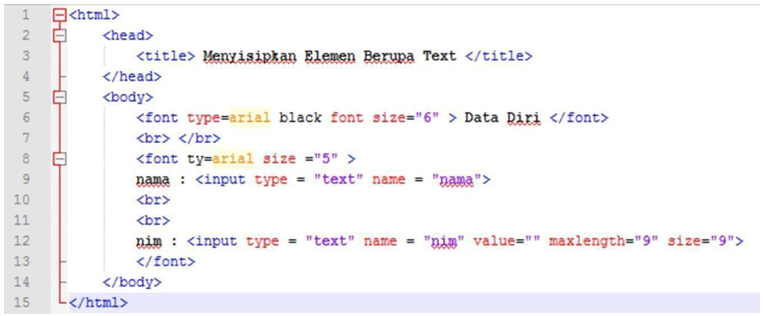 1 <html>
2 <head>
3 <title> Menyisipkan Elemen Berupa Text </title>
4 </head>
5 <body>
6 <font type=arial black font size="6" > Data Diri </font>
7 <br> </br>
8 <font ty=arial size ="5" >
9 nama : <input type = "text" name = "nama">
10 <br>
11 <br>
12 nim : <input type = "text" name = "nim" value="" maxlength="9" size="9">
13 </font>
14 </body>
15 </html>